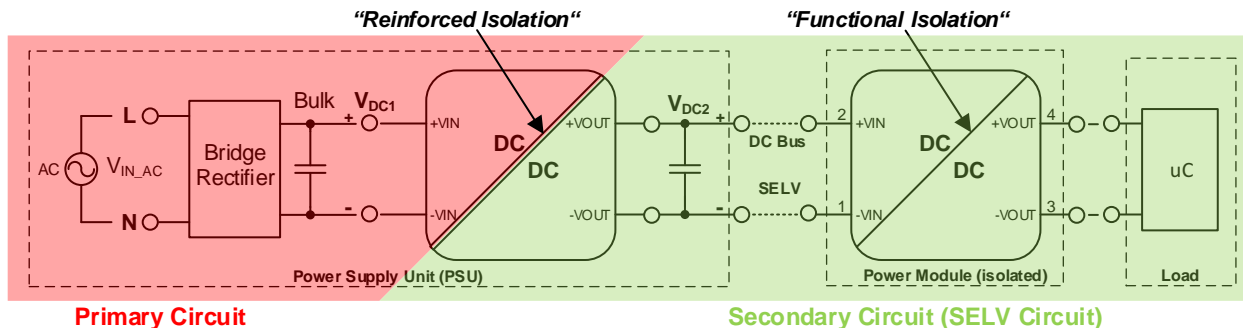 “Reinforced Isolation“
“Functional Isolation“
Bulk
VDC1
VDC2
L
+
+VIN
+VOUT
+
2
+VIN
+VOUT
4
AC
VIN_AC
Bridge
Rectifier
DC
DC
DC Bus
DC
DC
uC
SELV
N
-
-VIN
-VOUT
-
1
-VIN
-VOUT
3
Power Supply Unit (PSU)
Power Module (isolated)
Load
Primary Circuit
Secondary Circuit (SELV Circuit)